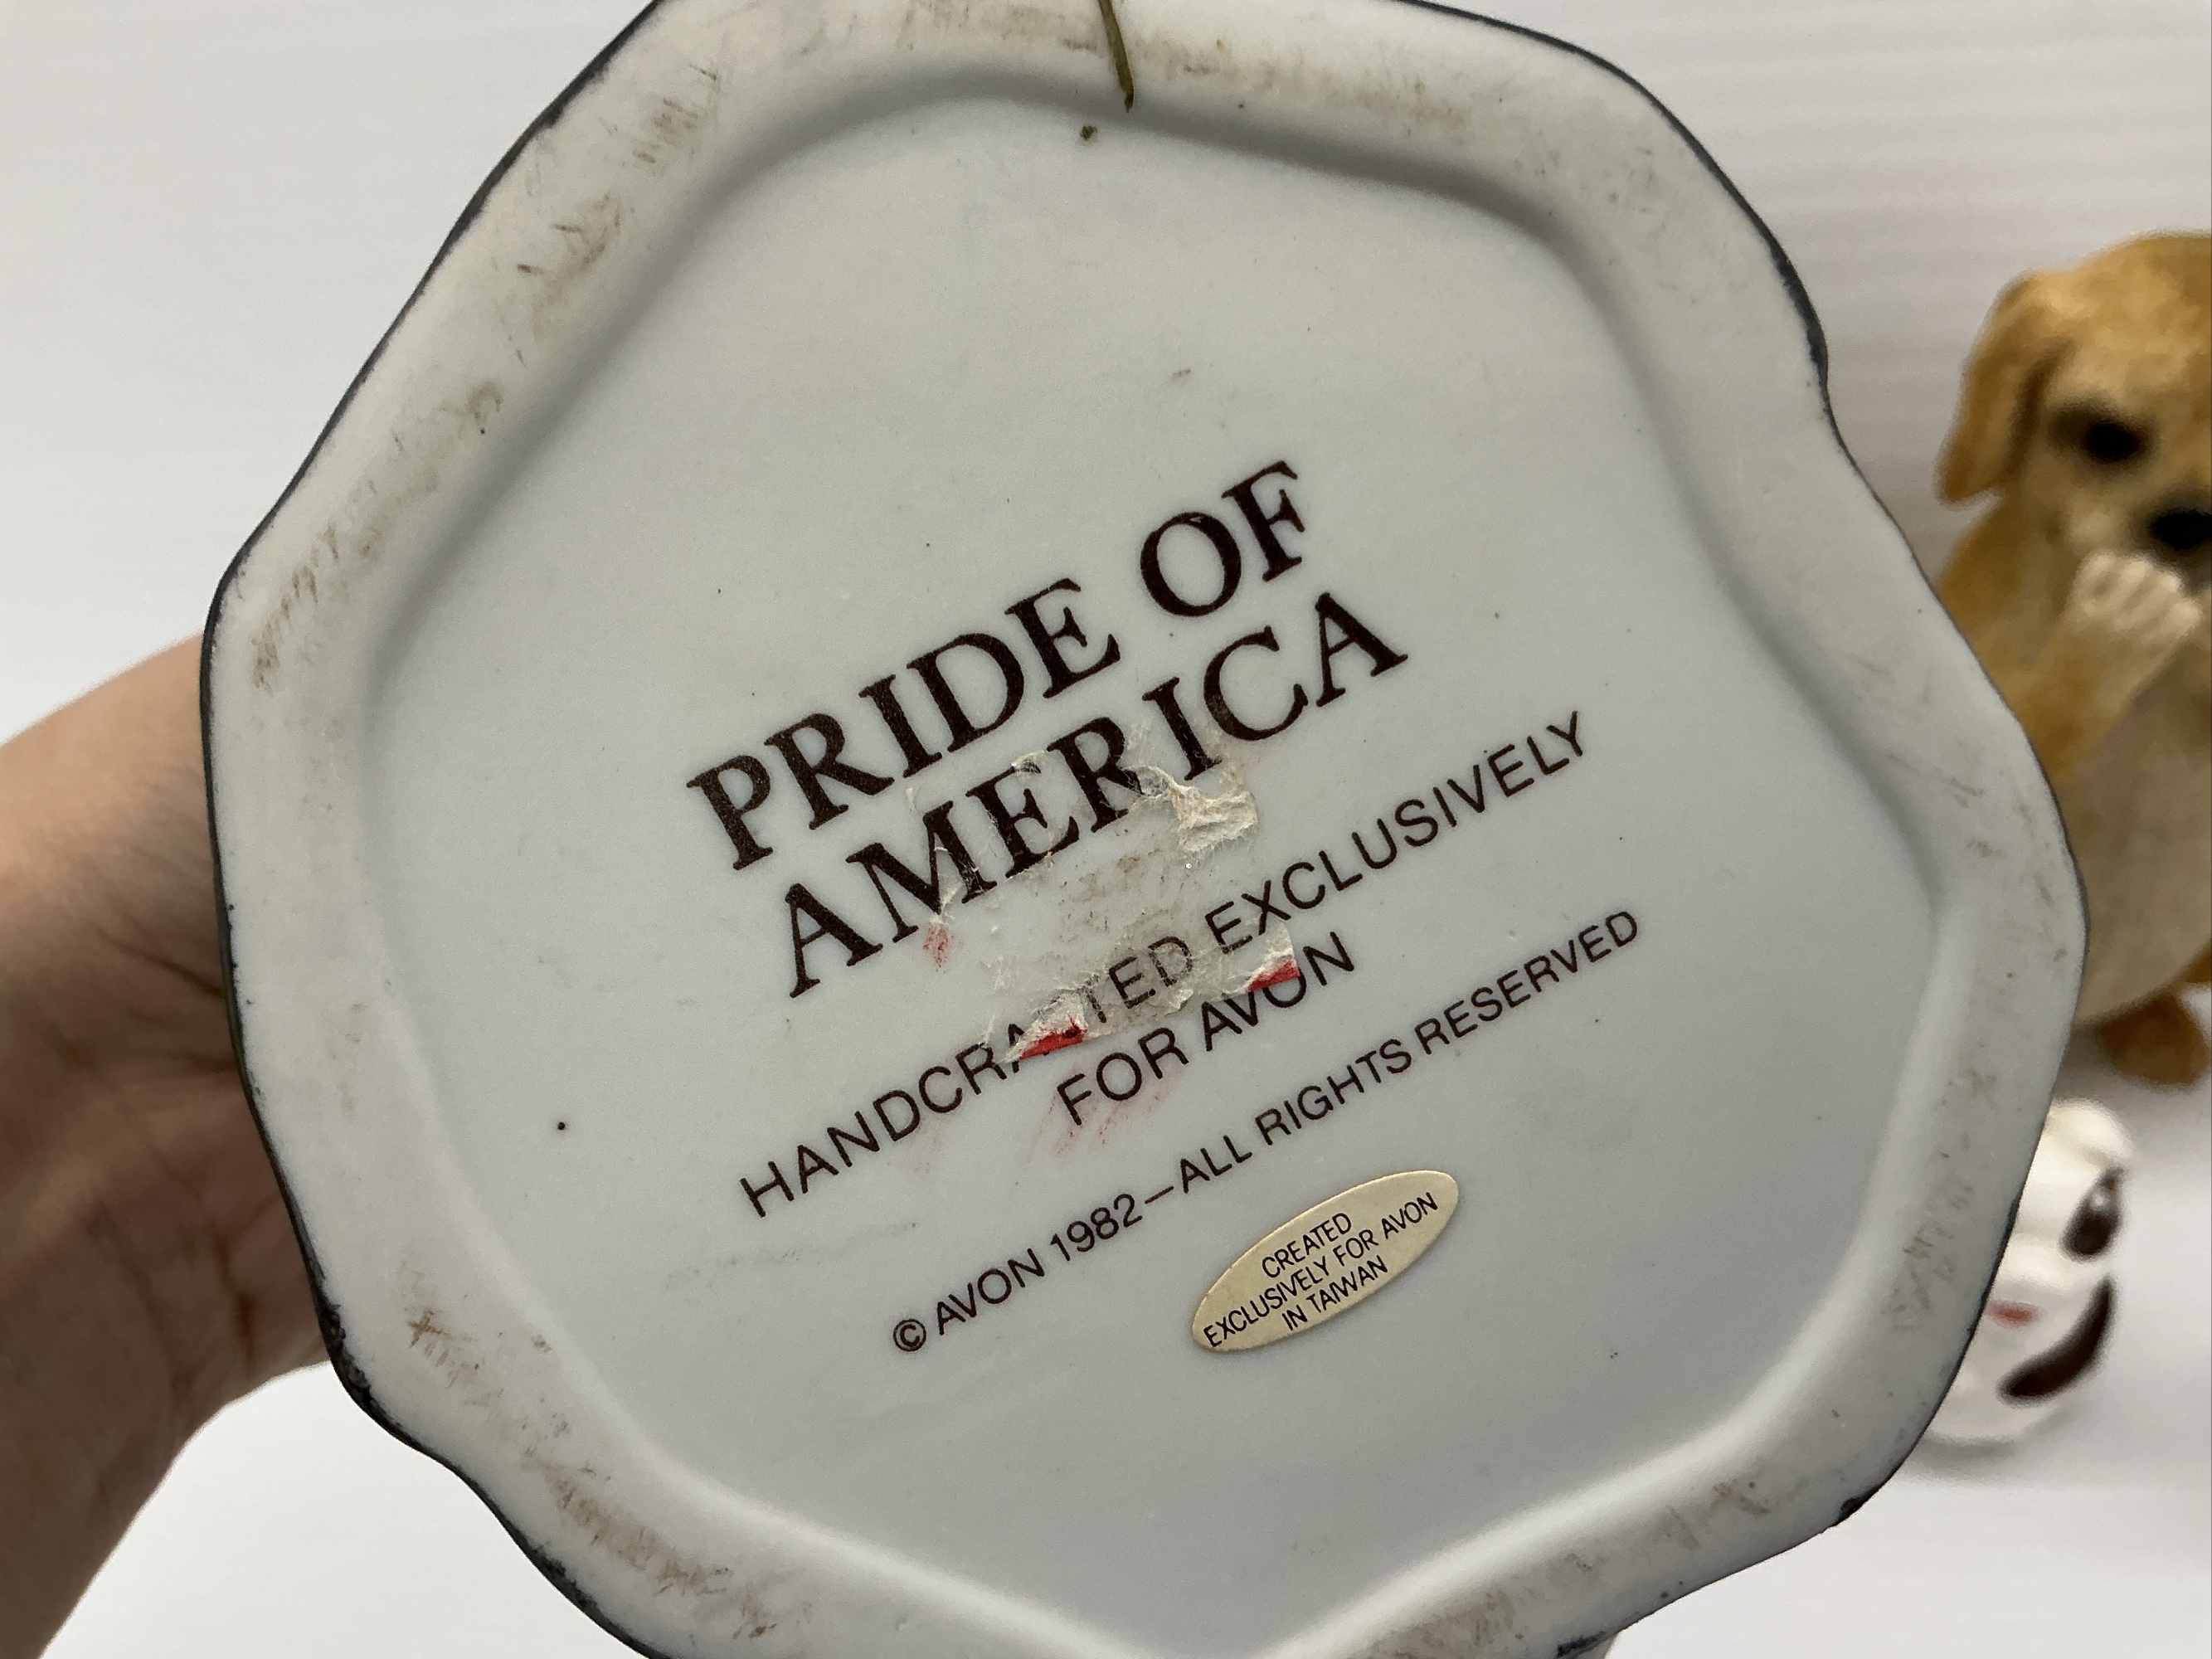 PRIDE OF
AMERICA
HANDCRAFTED EXCLUSIVELY
FOR AVON
© AVON 1982—ALL RIGHTS RESERVED
CREATED
EXCLUSIVELY FOR AVON
IN TAIWAN